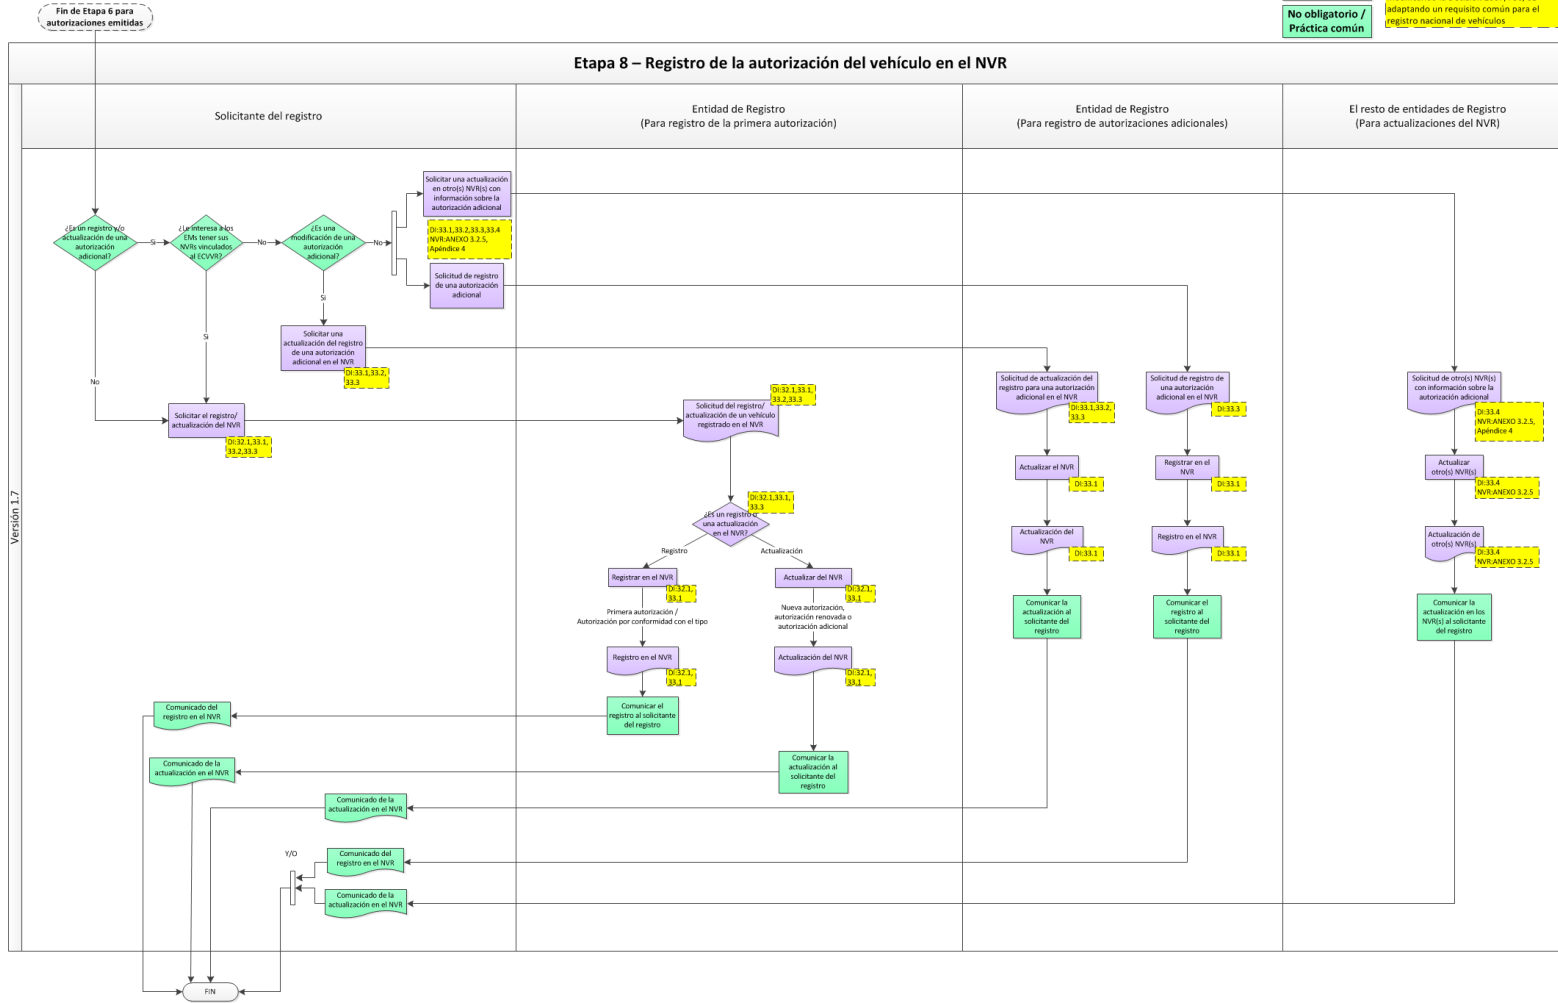 Fin de Etapa 6 para
autorizaciones emitidas
No obligatorio /
Práctica común
adaptando un requisito común para el
registro nacional de vehículos
Etapa 8 – Registro de la autorización del vehículo en el NVR
Versión 1.7
Solicitante del registro
Entidad de Registro
(Para registro de la primera autorización)
Entidad de Registro
(Para registro de autorizaciones adicionales)
El resto de entidades de Registro
(Para actualizaciones del NVR)
¿Es un registro y/o
actualización de una
autorización
adicional?
Si
¿Le interesa a los
EMs tener sus
NVRs vinculados
al ECVVR?
No
¿Es una
modificación de una
autorización
adicional?
No
Solicitar una actualización
en otro(s) NVR(s) con
información sobre la
autorización adicional
DI:33.1,33.2,33.3,33.4
NVR:ANEXO 3.2.5,
Apéndice 4
Solicitud de registro
de una autorización
adicional
Si
Si
No
Solicitar una
actualización del registro
de una autorización
adicional en el NVR
DI:33.1,33.2,
33.3
Solicitar el registro/
actualización del NVR
DI:32.1,33.1,
33.2,33.3
Solicitud del registro/
actualización de un vehículo
registrado en el NVR
DI:32.1,33.1,
33.2,33.3
¿Es un registro o
una actualización
en el NVR?
DI:32.1,33.1,
33.3
Registro
Actualización
Registrar en el NVR
DI:32.1,
33.1
Primera autorización /
Autorización por conformidad con el tipo
Registro en el NVR
DI:32.1,
33.1
Comunicar el
registro al solicitante
del registro
Actualizar del NVR
DI:32.1,
33.1
Nueva autorización,
autorización renovada o
autorización adicional
Actualización del NVR
DI:32.1,
33.1
Comunicar la
actualización al
solicitante del
registro
Solicitud de actualización del
registro para una autorización
adicional en el NVR
DI:33.1,33.2,
33.3
Actualizar el NVR
DI:33.1
Actualización del
NVR
DI:33.1
Comunicar la
actualización al
solicitante del
registro
Solicitud de registro de
una autorización
adicional en el NVR
DI:33.3
Registrar en el
NVR
DI:33.1
Registro en el NVR
DI:33.1
Comunicar el
registro al
solicitante del
registro
Solicitud de otro(s) NVR(s)
con información sobre la
autorización adicional
DI:33.4
NVR:ANEXO 3.2.5,
Apéndice 4
Actualizar
otro(s) NVR(s)
DI:33.4
NVR:ANEXO 3.2.5
Actualización de
otro(s) NVR(s)
DI:33.4
NVR:ANEXO 3.2.5
Comunicar la
actualización en los
NVR(s) al solicitante
del registro
Comunicado del
registro en el NVR
Comunicado de la
actualización en el NVR
Comunicado de la
actualización en el NVR
Y/O
Comunicado del
registro en el NVR
Comunicado de la
actualización en el NVR
FIN